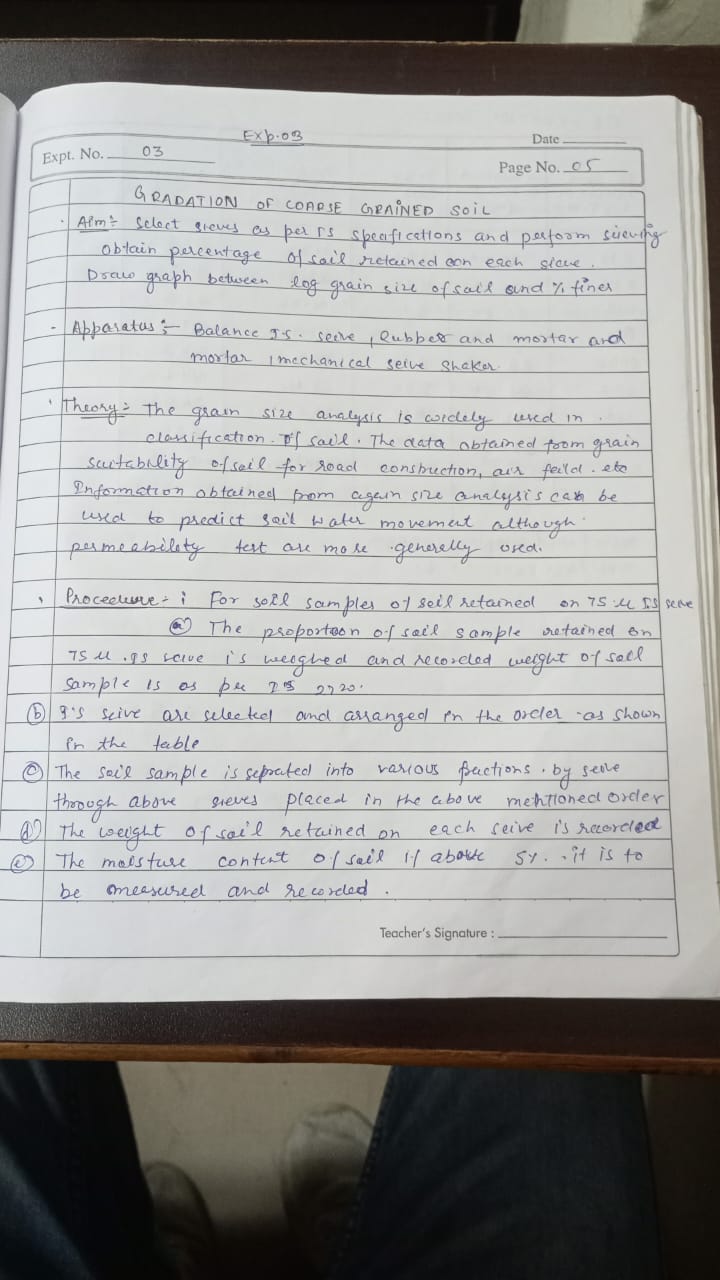 Exp.03
Date
Expt. No. 03
Page No. 05
GRADATION OF COARSE GRAINED SOIL
Aim:- Select sieves as per IS specifications and perform sieving
obtain percentage of soil retained on each sieve.
Draw graph between log grain size of soil and % finer
- Apparatus:- Balance I.S. seive, Rubber and mortar and
mortar, mechanical seive shaker.
Theory:- The grain size analysis is widely used in
classification of soil. The data obtained from grain
suitability of soil for road construction, air feild. etc
Information obtained from again size analysis can be
used to predict soil water movement although
permeability test are more generally used.
Procedure:- i For soil samples of soil retained on 75 µ IS seive
(a) The proportion of soil sample retained on
75 µ IS seive is weighed and recorded weight of soil
sample is as per IS 2720.
(b) I's seive are selected and arranged in the order as shown
in the table
(c) The soil sample is seprated into various fractions. by seive
through above sieves placed in the above mentioned order
(d) The weight of soil retained on each seive is recorded
(e) The moisture content of soil if above 5%. it is to
be measured and recorded.
Teacher's Signature :